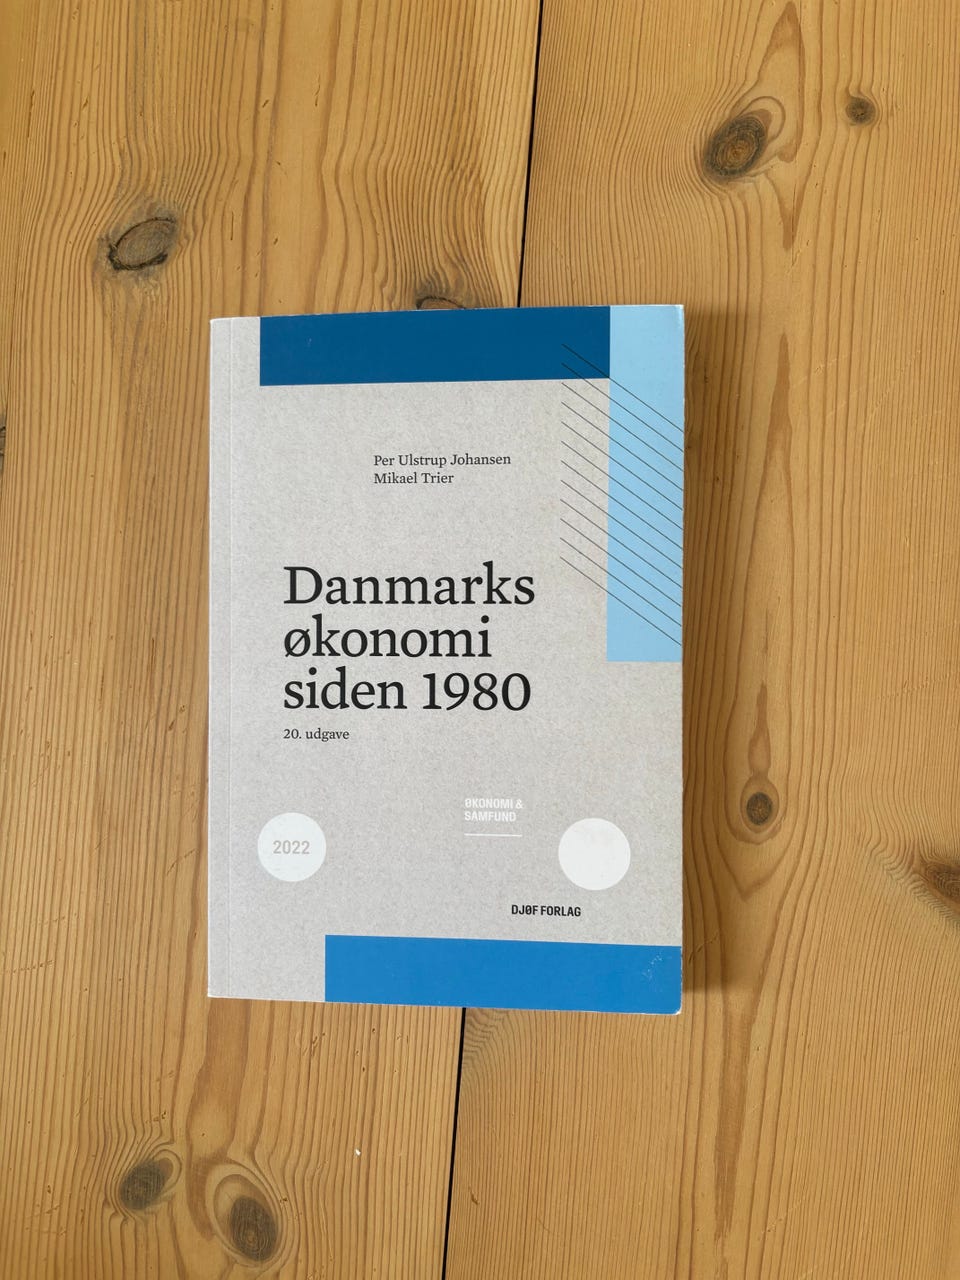 Per Ulstrup Johansen
Mikael Trier
Danmarks
økonomi
siden 1980
20. udgave
ØKONOMI &
SAMFUND
2022
DJØF FORLAG